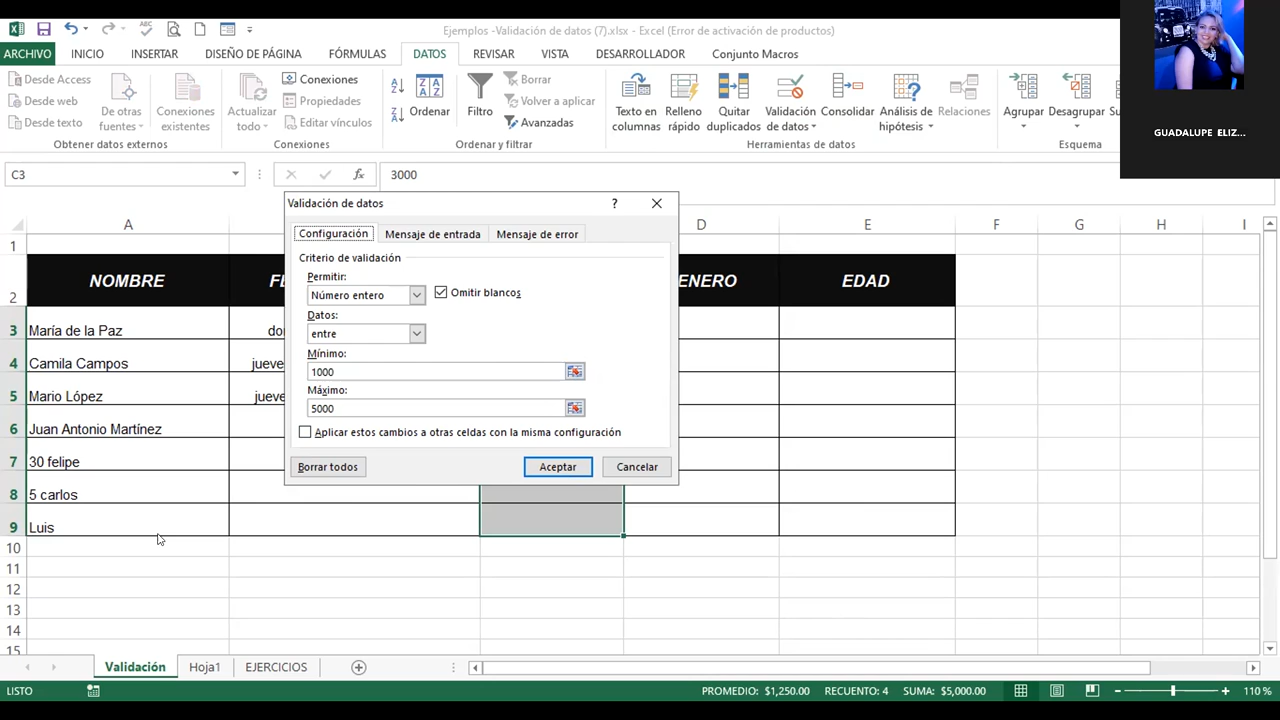 Ejemplos -Validación de datos (7).xlsx - Excel (Error de activación de productos)
ARCHIVO INICIO INSERTAR DISEÑO DE PÁGINA FÓRMULAS DATOS REVISAR VISTA DESARROLLADOR Conjunto Macros
Desde Access
Desde web
Desde texto
De otras fuentes
Conexiones existentes
Obtener datos externos
Actualizar todo
Conexiones
Propiedades
Editar vínculos
Conexiones
Ordenar
Filtro
Borrar
Volver a aplicar
Avanzadas
Ordenar y filtrar
Texto en columnas
Relleno rápido
Quitar duplicados
Validación de datos
Consolidar
Análisis de hipótesis
Relaciones
Herramientas de datos
Agrupar
Desagrupar
Esquema
GUADALUPE ELIZ...
C3 fx 3000
Validación de datos ?
Configuración Mensaje de entrada Mensaje de error
Criterio de validación
Permitir:
Número entero Omitir blancos
Datos:
entre
Mínimo:
1000
Máximo:
5000
Aplicar estos cambios a otras celdas con la misma configuración
Borrar todos Aceptar Cancelar
A D E F G H I
1
2 NOMBRE ENERO EDAD
3 María de la Paz
4 Camila Campos jueve
5 Mario López jueve
6 Juan Antonio Martínez
7 30 felipe
8 5 carlos
9 Luis
10
11
12
13
14
15
Validación Hoja1 EJERCICIOS
LISTO PROMEDIO: $1,250.00 RECUENTO: 4 SUMA: $5,000.00 110 %